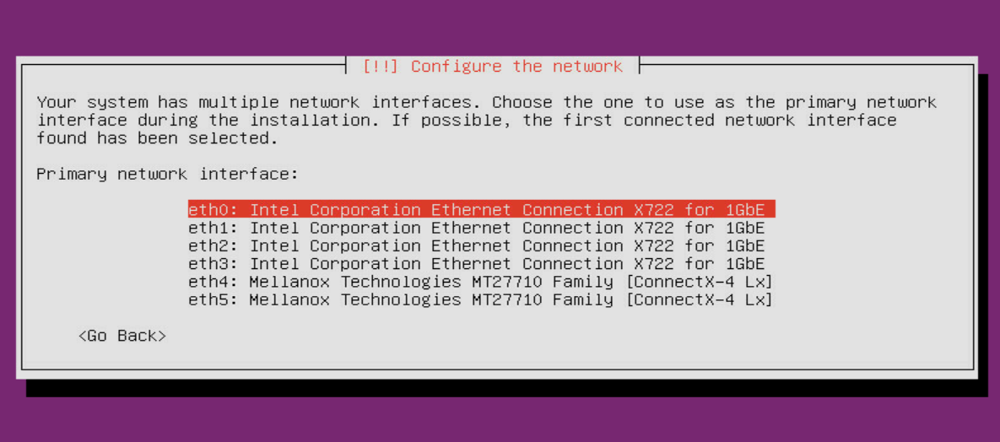 [!!] Configure the network
Your system has multiple network interfaces. Choose the one to use as the primary network
interface during the installation. If possible, the first connected network interface
found has been selected.
Primary network interface:
eth0: Intel Corporation Ethernet Connection X722 for 1GbE
eth1: Intel Corporation Ethernet Connection X722 for 1GbE
eth2: Intel Corporation Ethernet Connection X722 for 1GbE
eth3: Intel Corporation Ethernet Connection X722 for 1GbE
eth4: Mellanox Technologies MT27710 Family [ConnectX-4 Lx]
eth5: Mellanox Technologies MT27710 Family [ConnectX-4 Lx]
<Go Back>